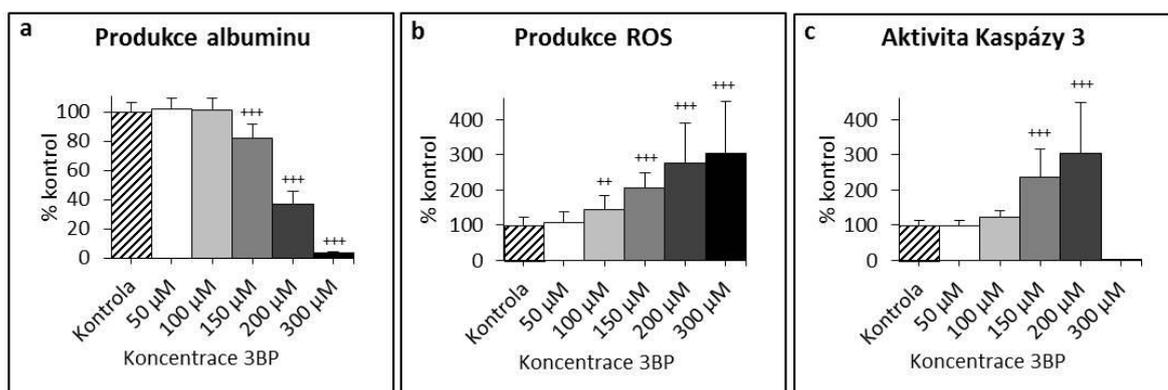 a
Produkce albuminu
% kontrol
100
80
60
40
20
0
+++
+++
+++
Kontrola
50 µM
100 µM
150 µM
200 µM
300 µM
Koncentrace 3BP
b
Produkce ROS
% kontrol
400
300
200
100
0
++
+++
+++
+++
Kontrola
50 µM
100 µM
150 µM
200 µM
300 µM
Koncentrace 3BP
c
Aktivita Kaspázy 3
% kontrol
400
300
200
100
0
+++
+++
Kontrola
50 µM
100 µM
150 µM
200 µM
300 µM
Koncentrace 3BP